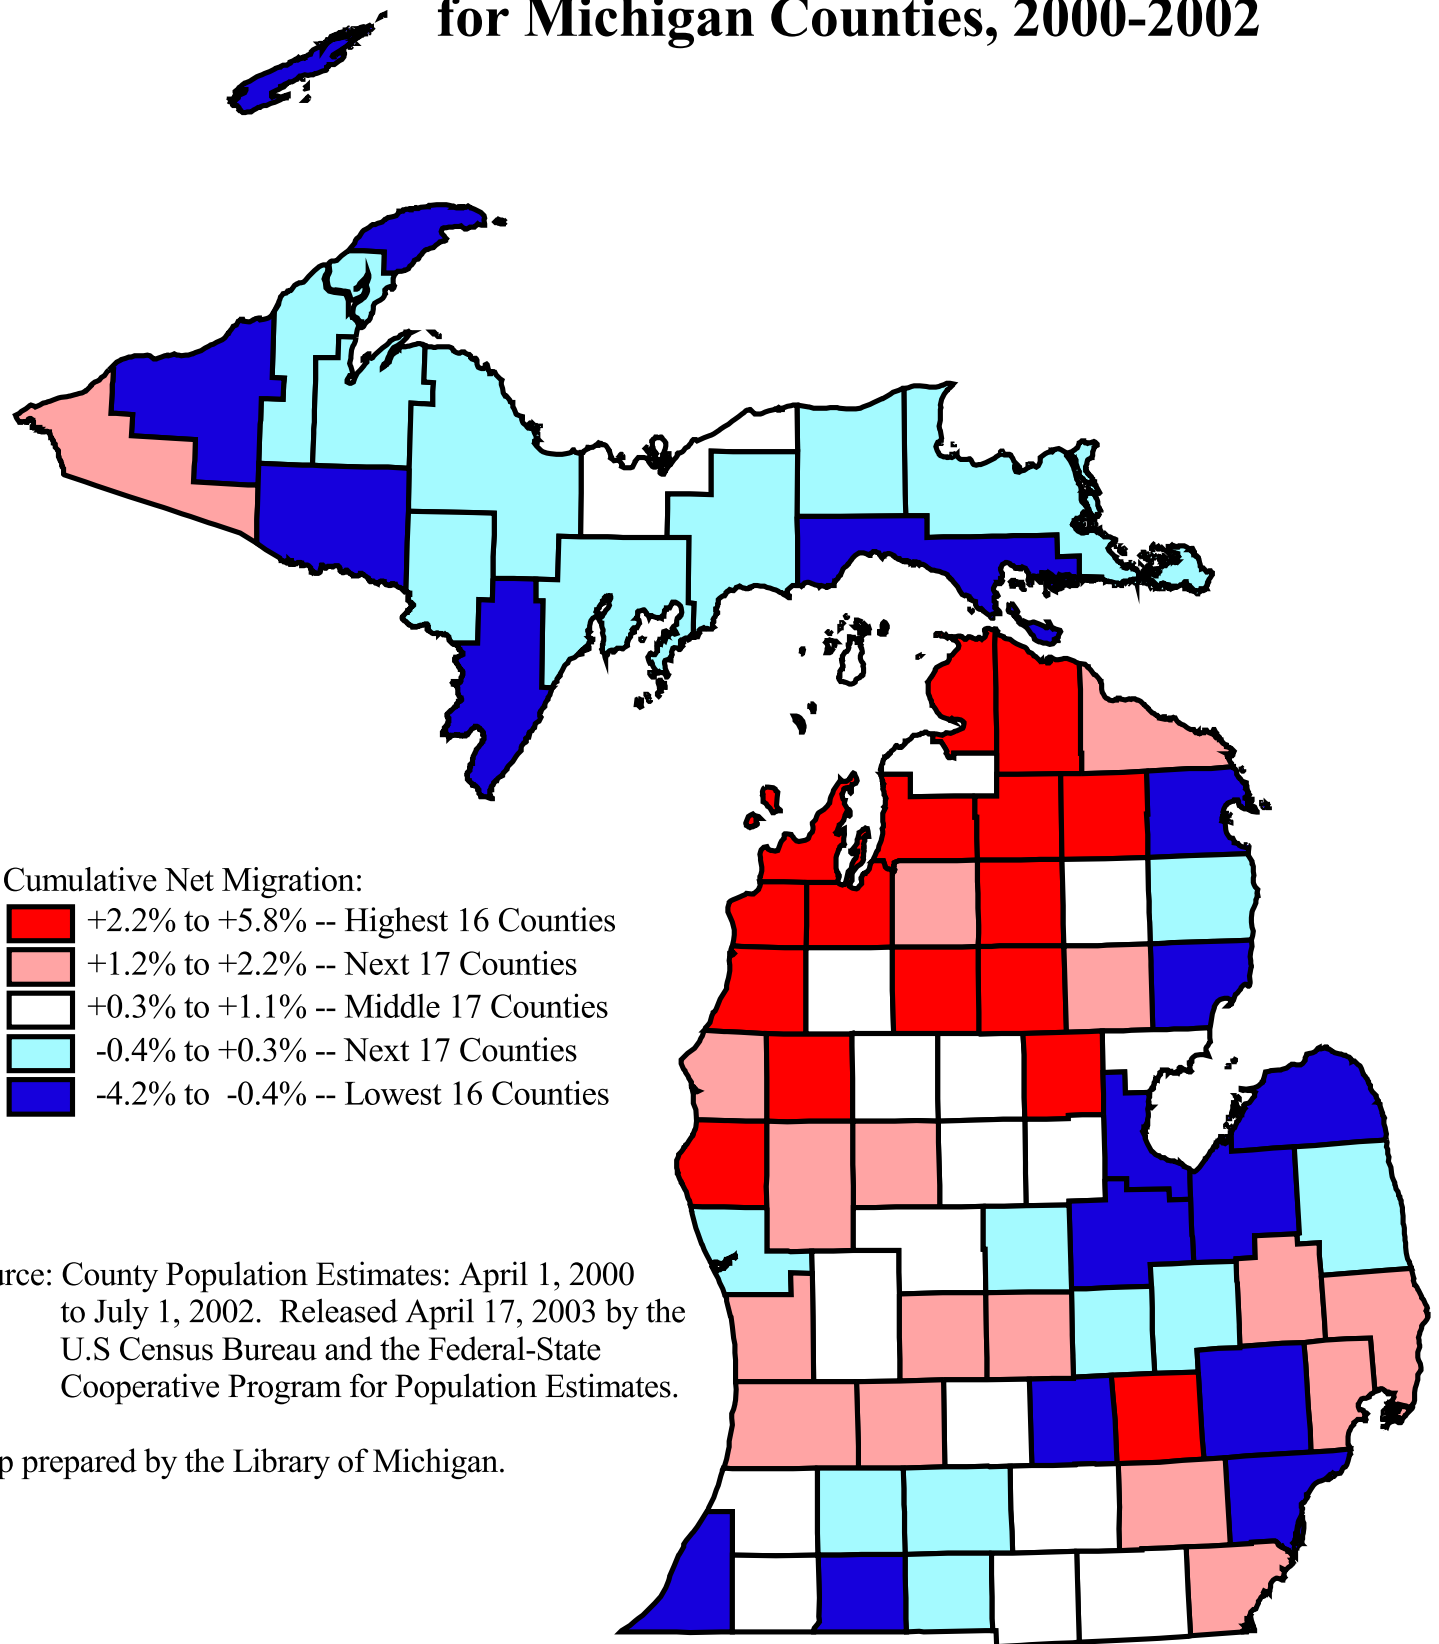 for Michigan Counties, 2000-2002
Cumulative Net Migration:
+2.2% to +5.8% -- Highest 16 Counties
+1.2% to +2.2% -- Next 17 Counties
+0.3% to +1.1% -- Middle 17 Counties
-0.4% to +0.3% -- Next 17 Counties
-4.2% to -0.4% -- Lowest 16 Counties
urce: County Population Estimates: April 1, 2000
to July 1, 2002. Released April 17, 2003 by the
U.S Census Bureau and the Federal-State
Cooperative Program for Population Estimates.
p prepared by the Library of Michigan.